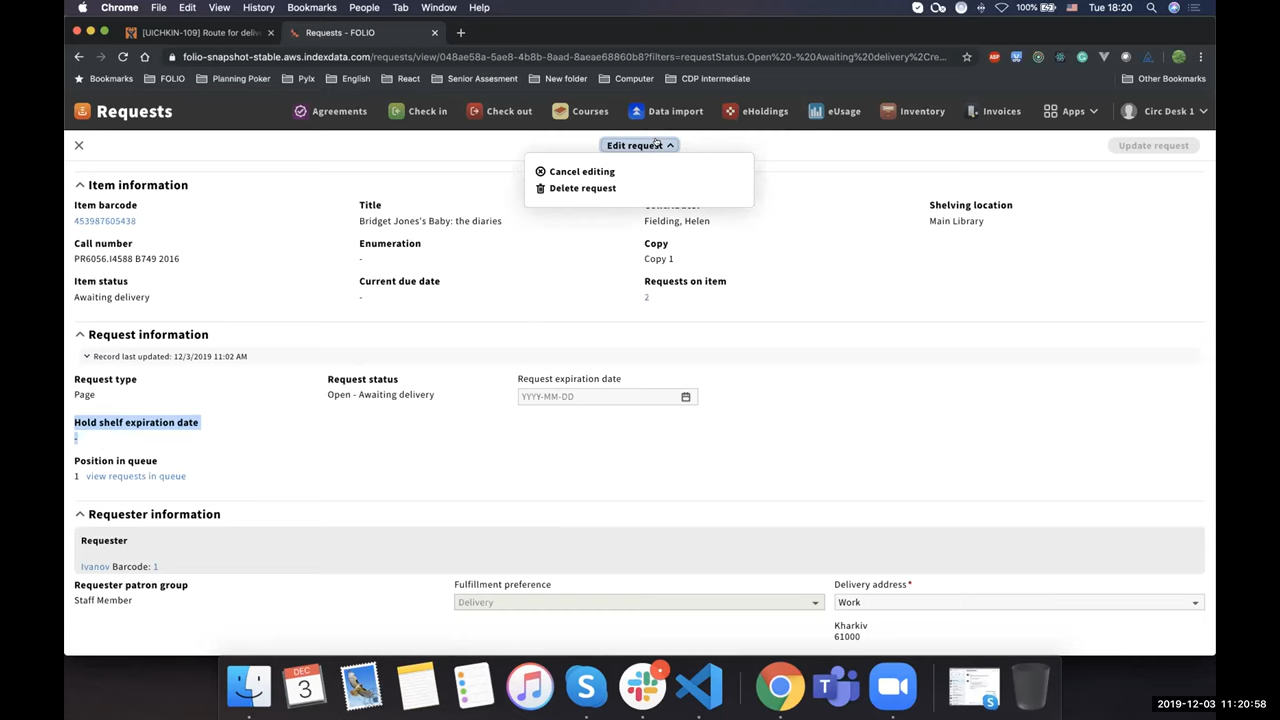 Chrome File Edit View History Bookmarks People Tab Window Help 100% Tue 18:20
[UICHKIN-109] Route for deliv
Requests - FOLIO
folio-snapshot-stable.aws.indexdata.com/requests/view/048ae58a-5ae8-4b8b-8aad-8aeae68860b8?filters=requestStatus.Open%20-%20Awaiting%20delivery%2Cre...
Bookmarks FOLIO Planning Poker Pylx English React Senior Assesment New folder Computer CDP Intermediate Other Bookmarks
Requests Agreements Check in Check out Courses Data import eHoldings eUsage Inventory Invoices Apps Circ Desk 1
Edit request Update request
Cancel editing
Delete request
Item information
Item barcode Title Shelving location
453987605438 Bridget Jones's Baby: the diaries Fielding, Helen Main Library
Call number Enumeration Copy
PR6056.I4588 B749 2016 - Copy 1
Item status Current due date Requests on item
Awaiting delivery - 2
Request information
Record last updated: 12/3/2019 11:02 AM
Request type Request status Request expiration date
Page Open - Awaiting delivery YYYY-MM-DD
Hold shelf expiration date
-
Position in queue
1 view requests in queue
Requester information
Requester
Ivanov Barcode: 1
Requester patron group Fulfillment preference Delivery address*
Staff Member Delivery Work
Kharkiv
61000
DEC
3
2019-12-03 11:20:58